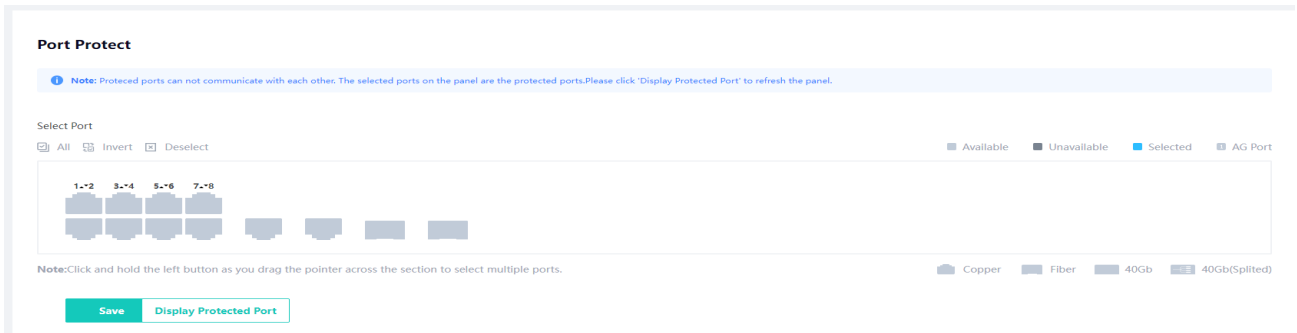 Port Protect
Note: Proteced ports can not communicate with each other. The selected ports on the panel are the protected ports.Please click 'Display Protected Port' to refresh the panel.
Select Port
All Invert Deselect Available Unavailable Selected AG Port
1-2 3-4 5-6 7-8
Note:Click and hold the left button as you drag the pointer across the section to select multiple ports. Copper Fiber 40Gb 40Gb(Splited)
Save Display Protected Port